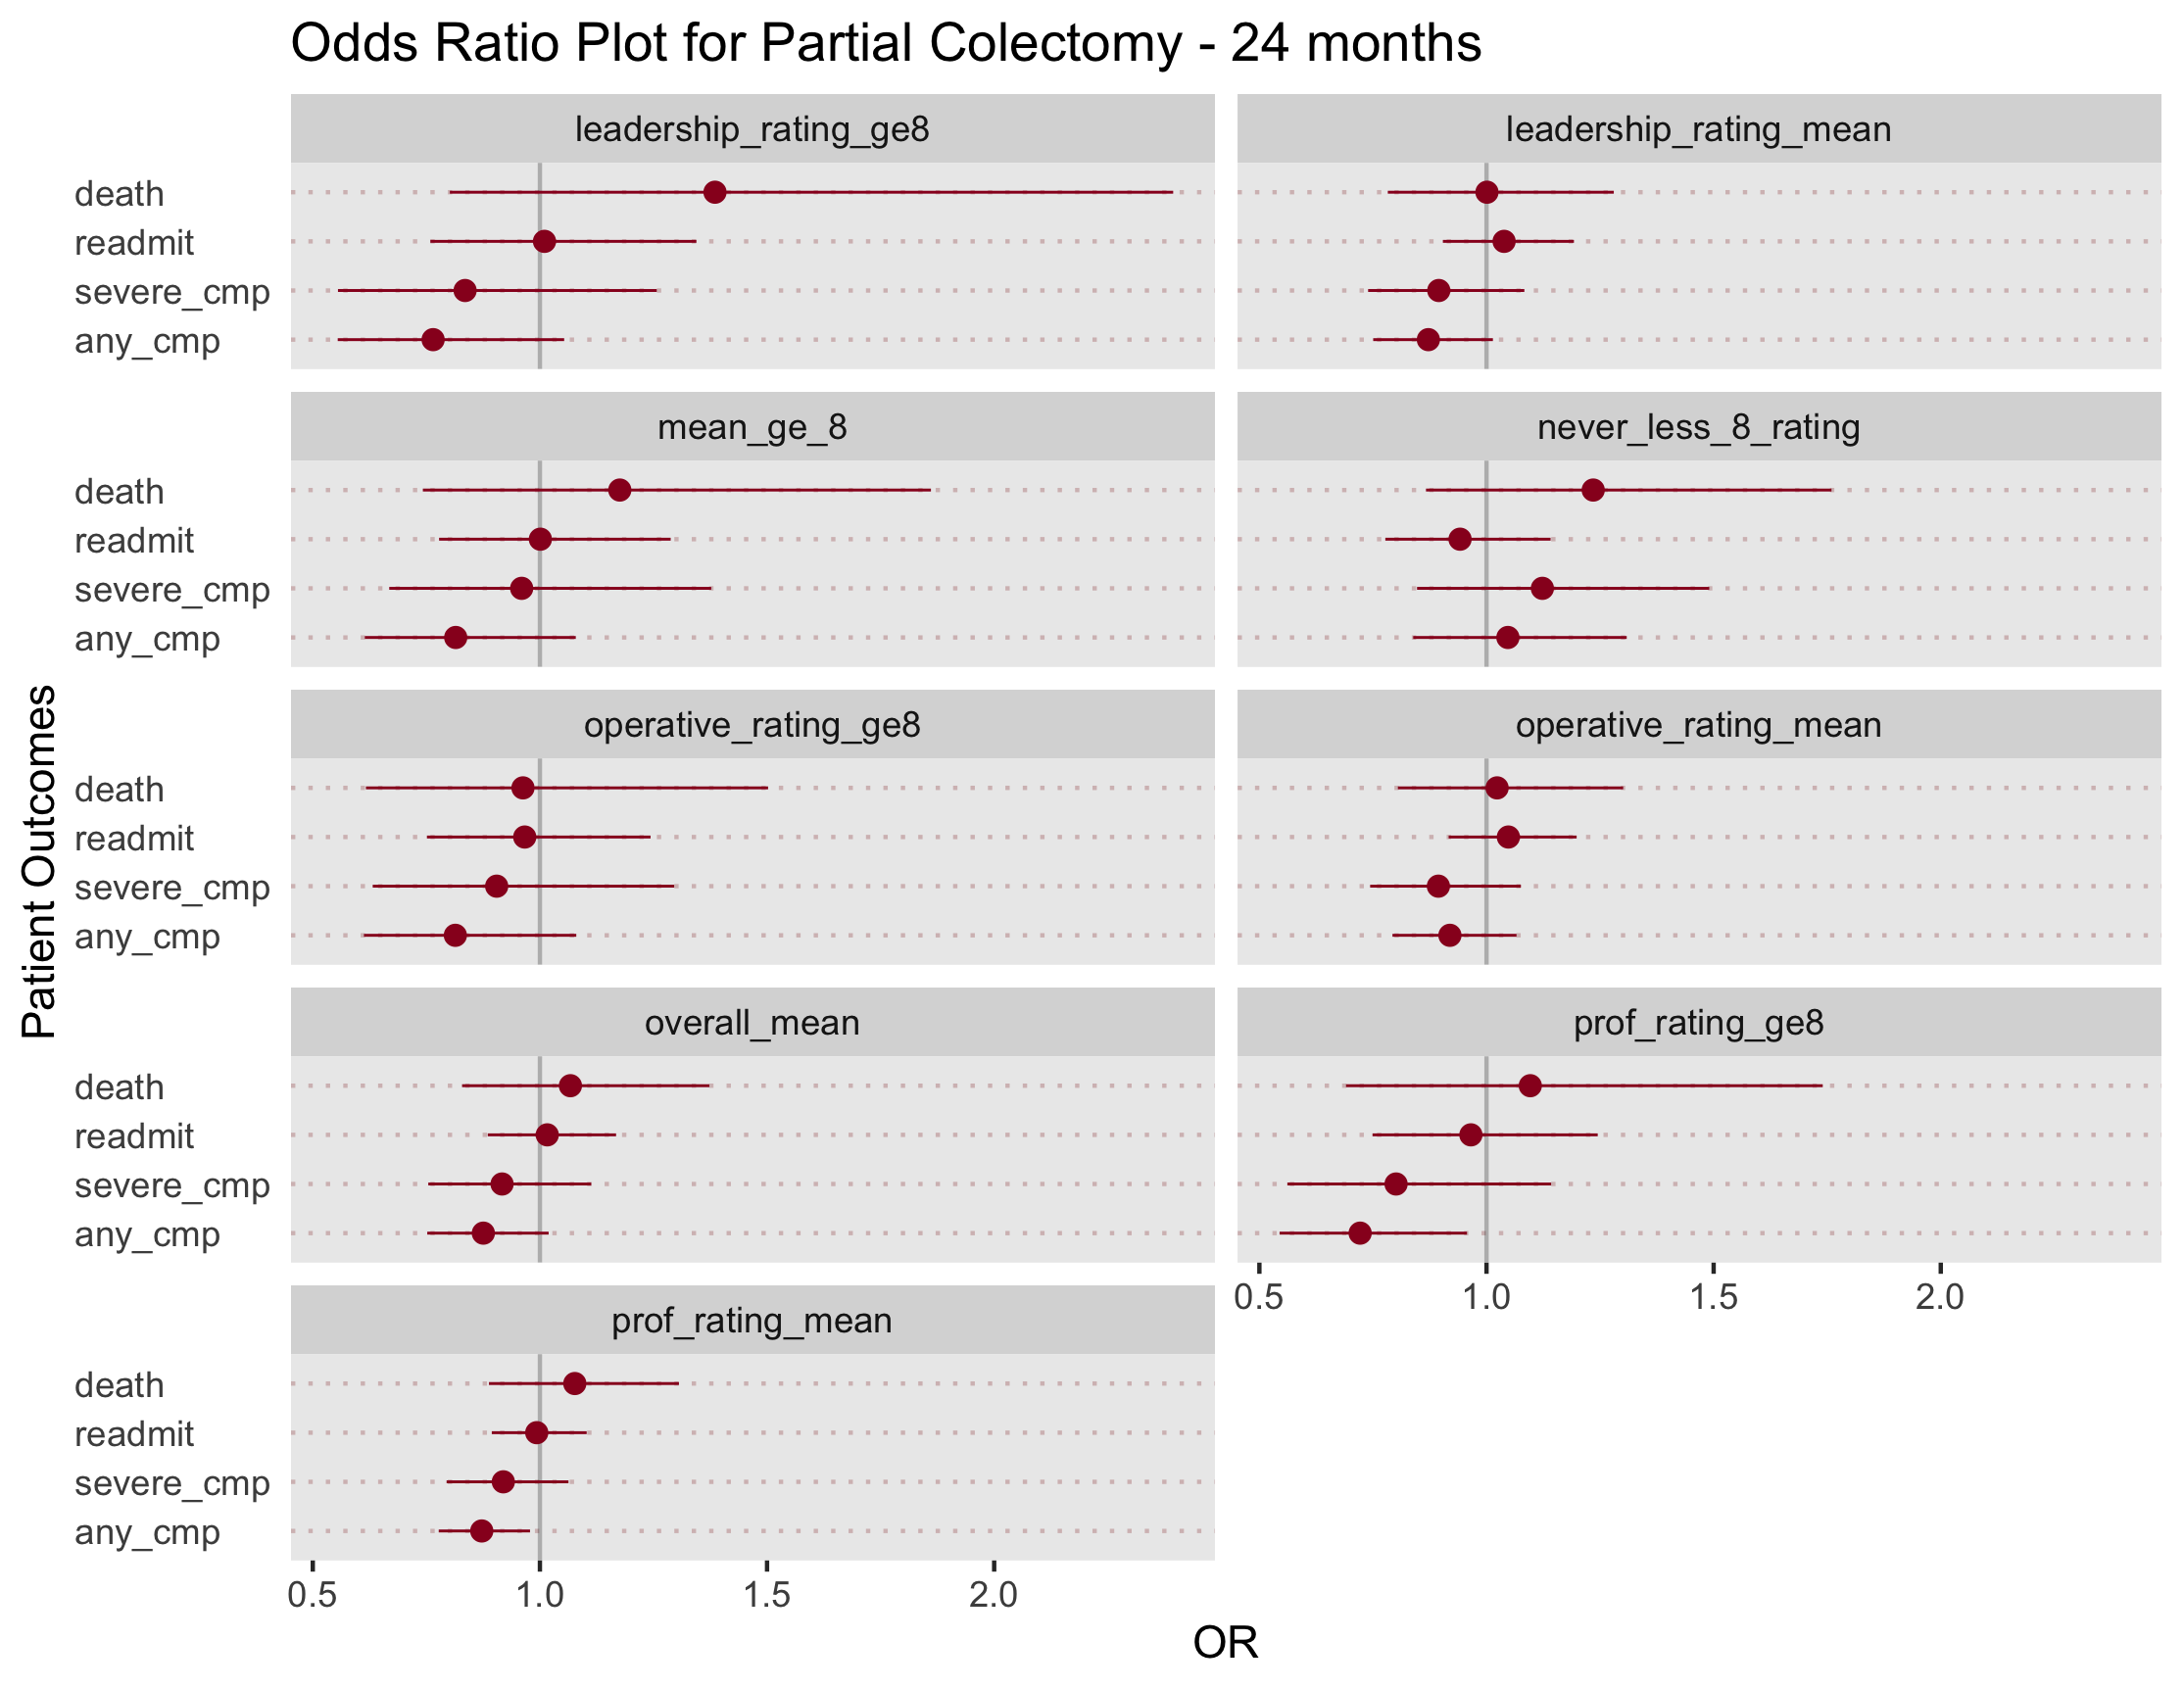 Odds Ratio Plot for Partial Colectomy - 24 months
leadership_rating_ge8
leadership_rating_mean
death
readmit
severe_cmp
any_cmp
mean_ge_8
never_less_8_rating
death
readmit
severe_cmp
any_cmp
Patient Outcomes
operative_rating_ge8
operative_rating_mean
death
readmit
severe_cmp
any_cmp
overall_mean
prof_rating_ge8
death
readmit
severe_cmp
any_cmp
0.5 1.0 1.5 2.0
prof_rating_mean
death
readmit
severe_cmp
any_cmp
0.5 1.0 1.5 2.0
OR